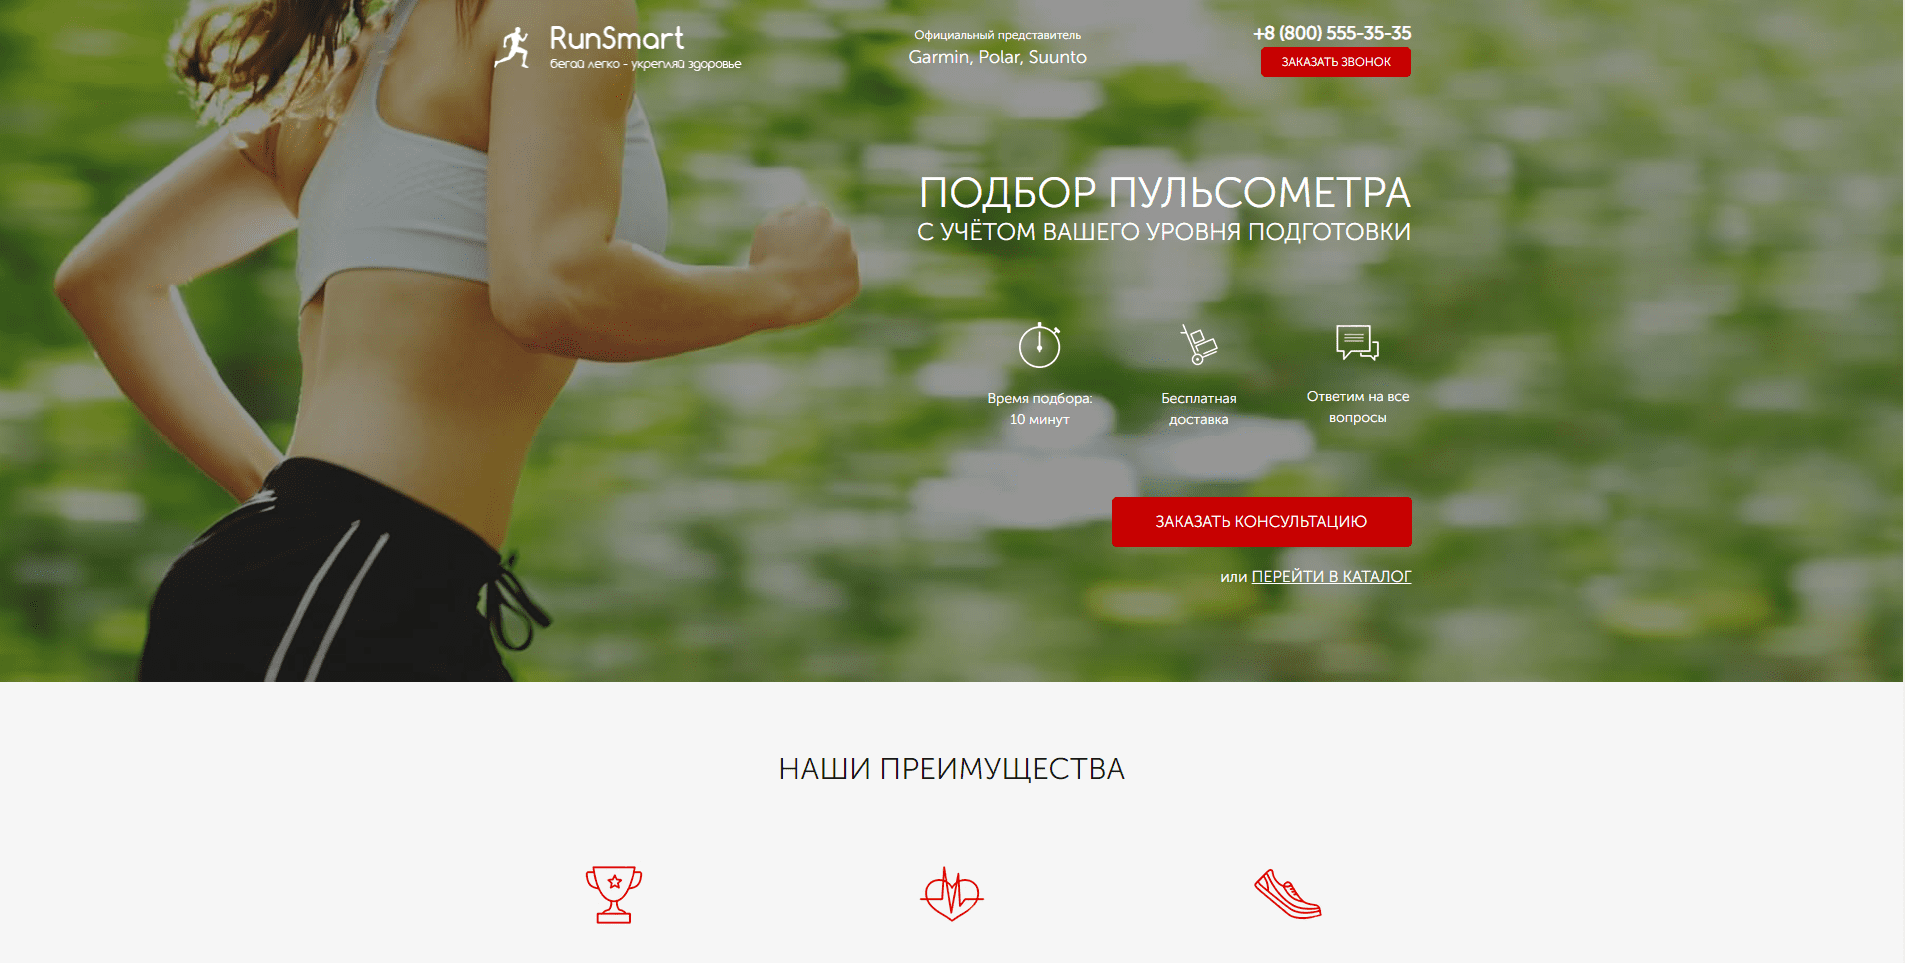 RunSmart
бегай легко - укрепляй здоровье
Официальный представитель
Garmin, Polar, Suunto
+8 (800) 555-35-35
ЗАКАЗАТЬ ЗВОНОК
ПОДБОР ПУЛЬСОМЕТРА
С УЧЁТОМ ВАШЕГО УРОВНЯ ПОДГОТОВКИ
Время подбора:
10 минут
Бесплатная
доставка
Ответим на все
вопросы
ЗАКАЗАТЬ КОНСУЛЬТАЦИЮ
или ПЕРЕЙТИ В КАТАЛОГ
НАШИ ПРЕИМУЩЕСТВА